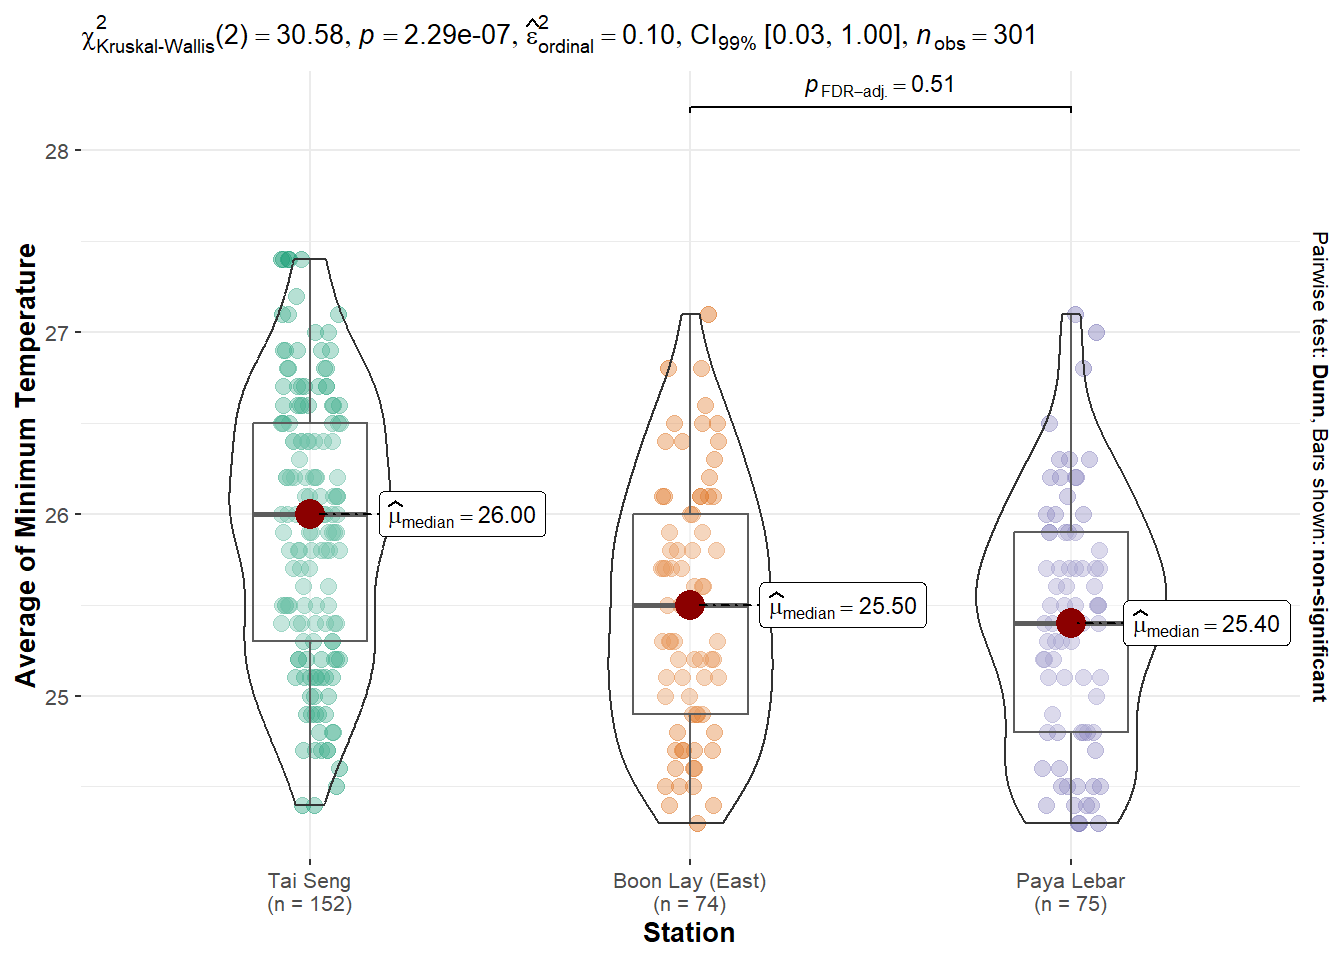 χ²Kruskal-Wallis(2) = 30.58, p = 2.29e-07, ε̂²ordinal = 0.10, CI99% [0.03, 1.00], nobs = 301
pFDR–adj. = 0.51
28
27
26
25
Average of Minimum Temperature
μ̂median = 26.00
μ̂median = 25.50
μ̂median = 25.40
Pairwise test: Dunn, Bars shown: non-significant
Tai Seng
(n = 152)
Boon Lay (East)
(n = 74)
Paya Lebar
(n = 75)
Station